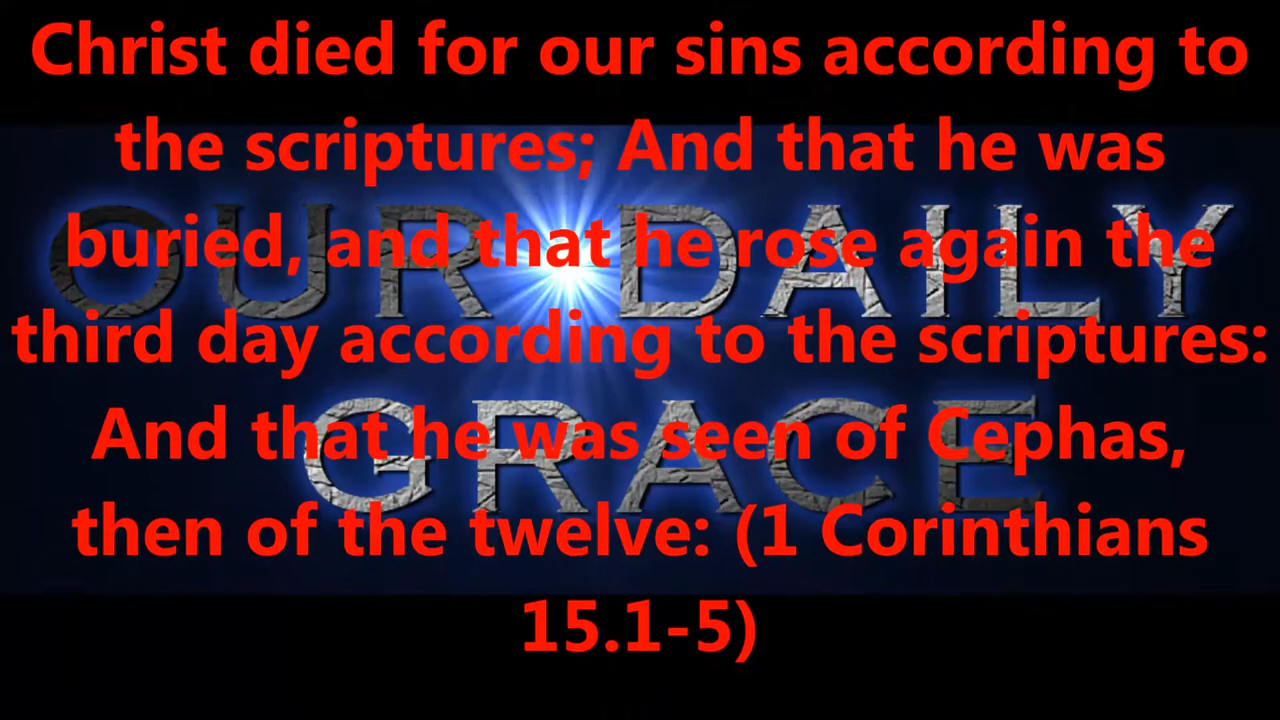 Christ died for our sins according to
the scriptures; And that he was
buried, and that he rose again the
third day according to the scriptures:
And that he was seen of Cephas,
then of the twelve: (1 Corinthians
15.1-5)
OUR DAILY
GRACE